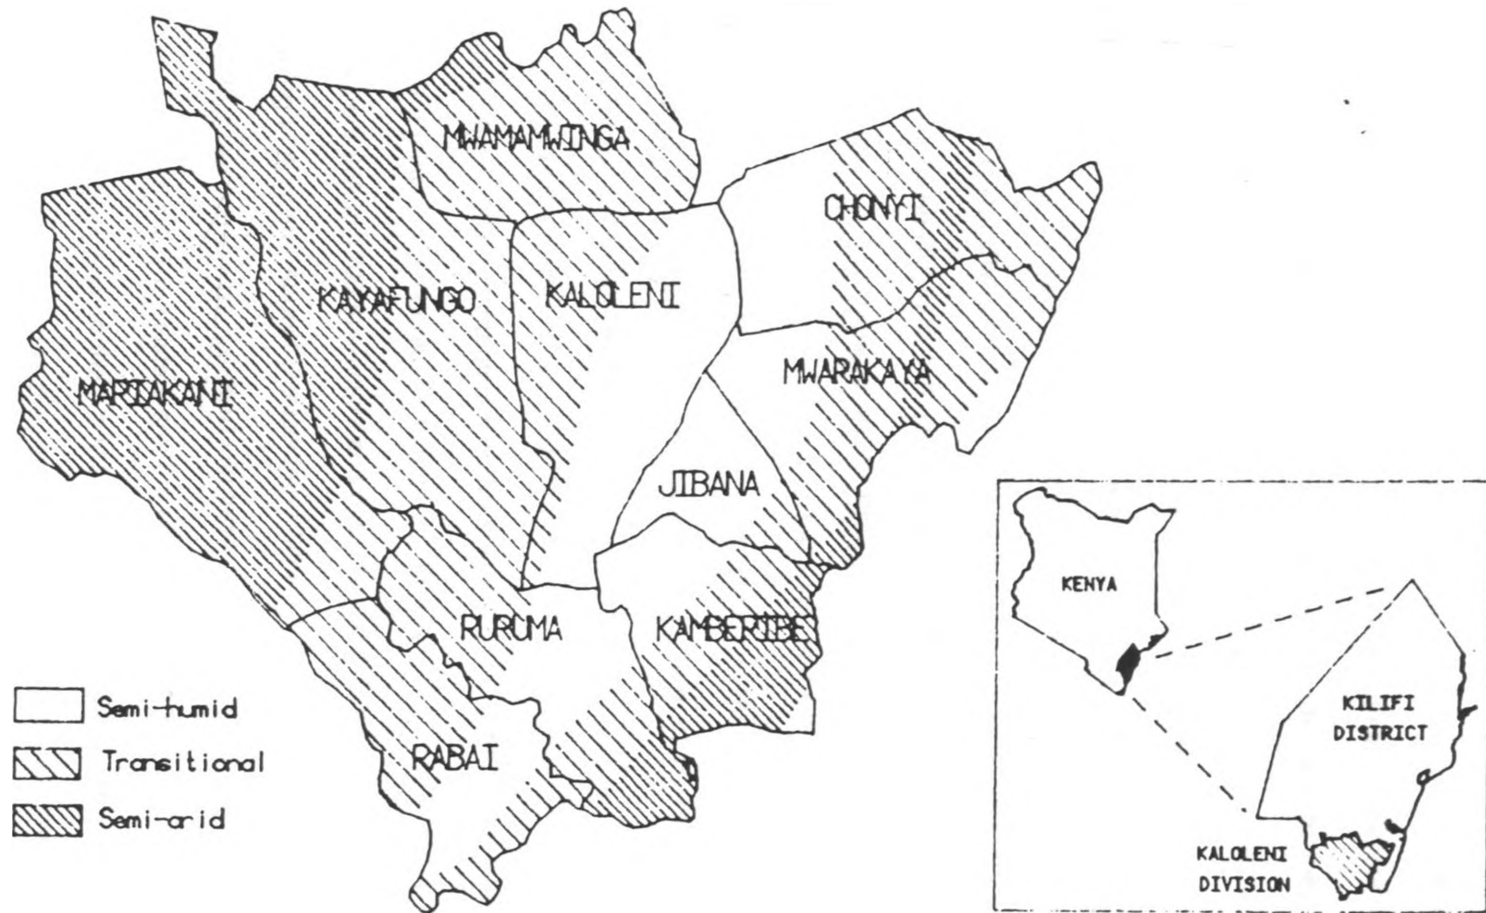 MWAMAMWINGA
CHONYI
KAYAFUNGO
KALOLENI
MARIAKANI
MWARAKAYA
JIBANA
RURUMA
KAMBERIBE
RABAI
Semi-humid
Transitional
Semi-arid
KENYA
KILIFI
DISTRICT
KALOLENI
DIVISION